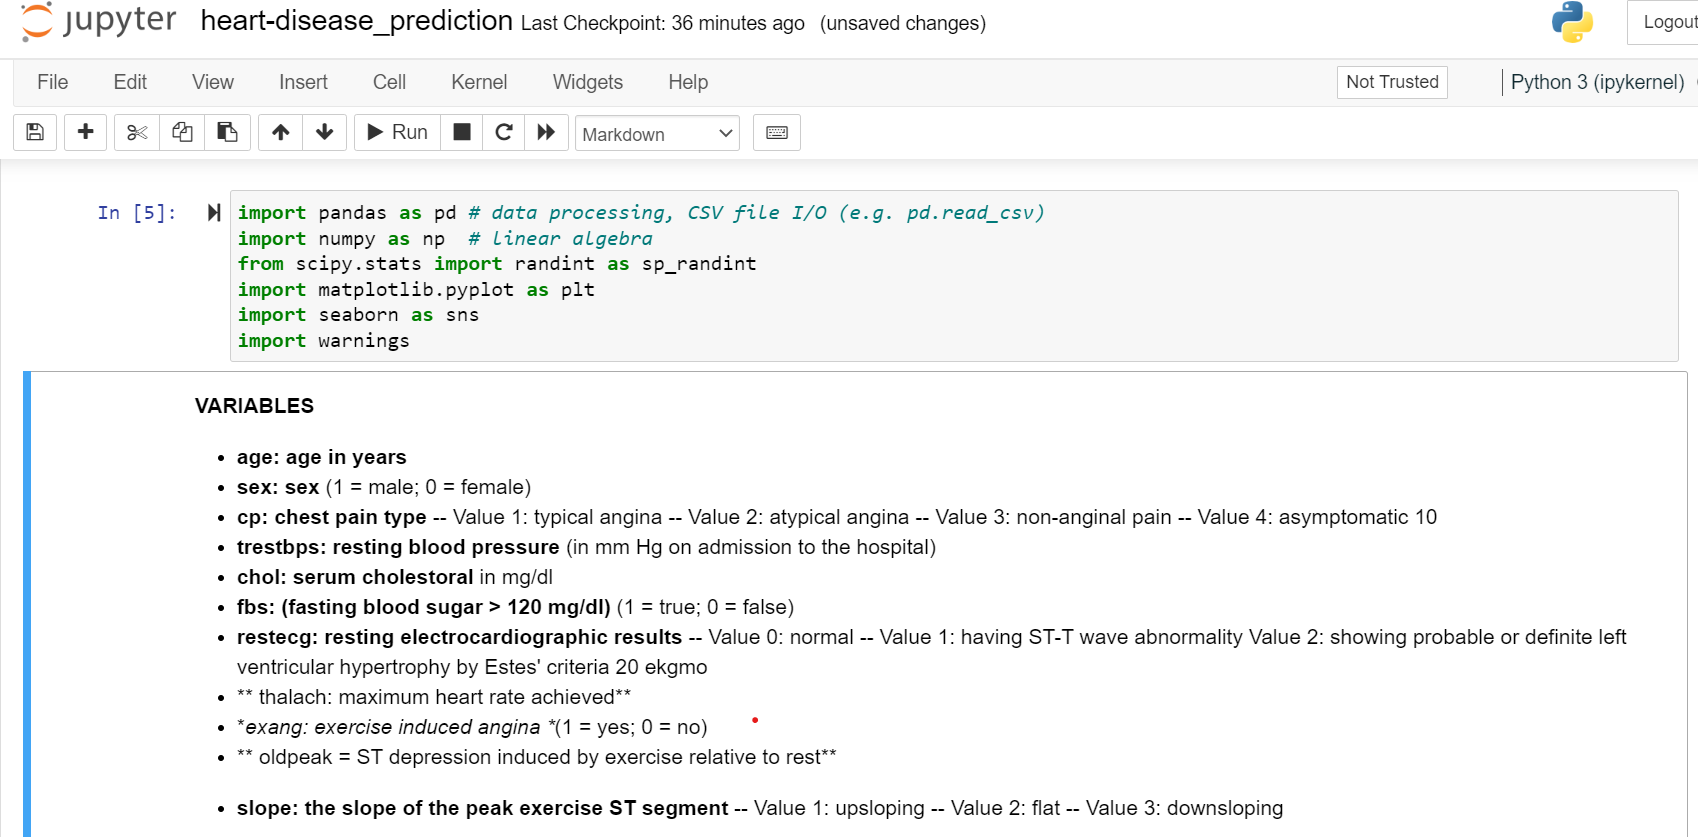 jupyter heart-disease_prediction Last Checkpoint: 36 minutes ago (unsaved changes) Logout
File Edit View Insert Cell Kernel Widgets Help Not Trusted Python 3 (ipykernel)
Run Markdown
In [5]: import pandas as pd # data processing, CSV file I/O (e.g. pd.read_csv)
import numpy as np  # linear algebra
from scipy.stats import randint as sp_randint
import matplotlib.pyplot as plt
import seaborn as sns
import warnings
VARIABLES
• age: age in years
• sex: sex (1 = male; 0 = female)
• cp: chest pain type -- Value 1: typical angina -- Value 2: atypical angina -- Value 3: non-anginal pain -- Value 4: asymptomatic 10
• trestbps: resting blood pressure (in mm Hg on admission to the hospital)
• chol: serum cholestoral in mg/dl
• fbs: (fasting blood sugar > 120 mg/dl) (1 = true; 0 = false)
• restecg: resting electrocardiographic results -- Value 0: normal -- Value 1: having ST-T wave abnormality Value 2: showing probable or definite left
ventricular hypertrophy by Estes' criteria 20 ekgmo
• ** thalach: maximum heart rate achieved**
• *exang: exercise induced angina *(1 = yes; 0 = no)
• ** oldpeak = ST depression induced by exercise relative to rest**
• slope: the slope of the peak exercise ST segment -- Value 1: upsloping -- Value 2: flat -- Value 3: downsloping